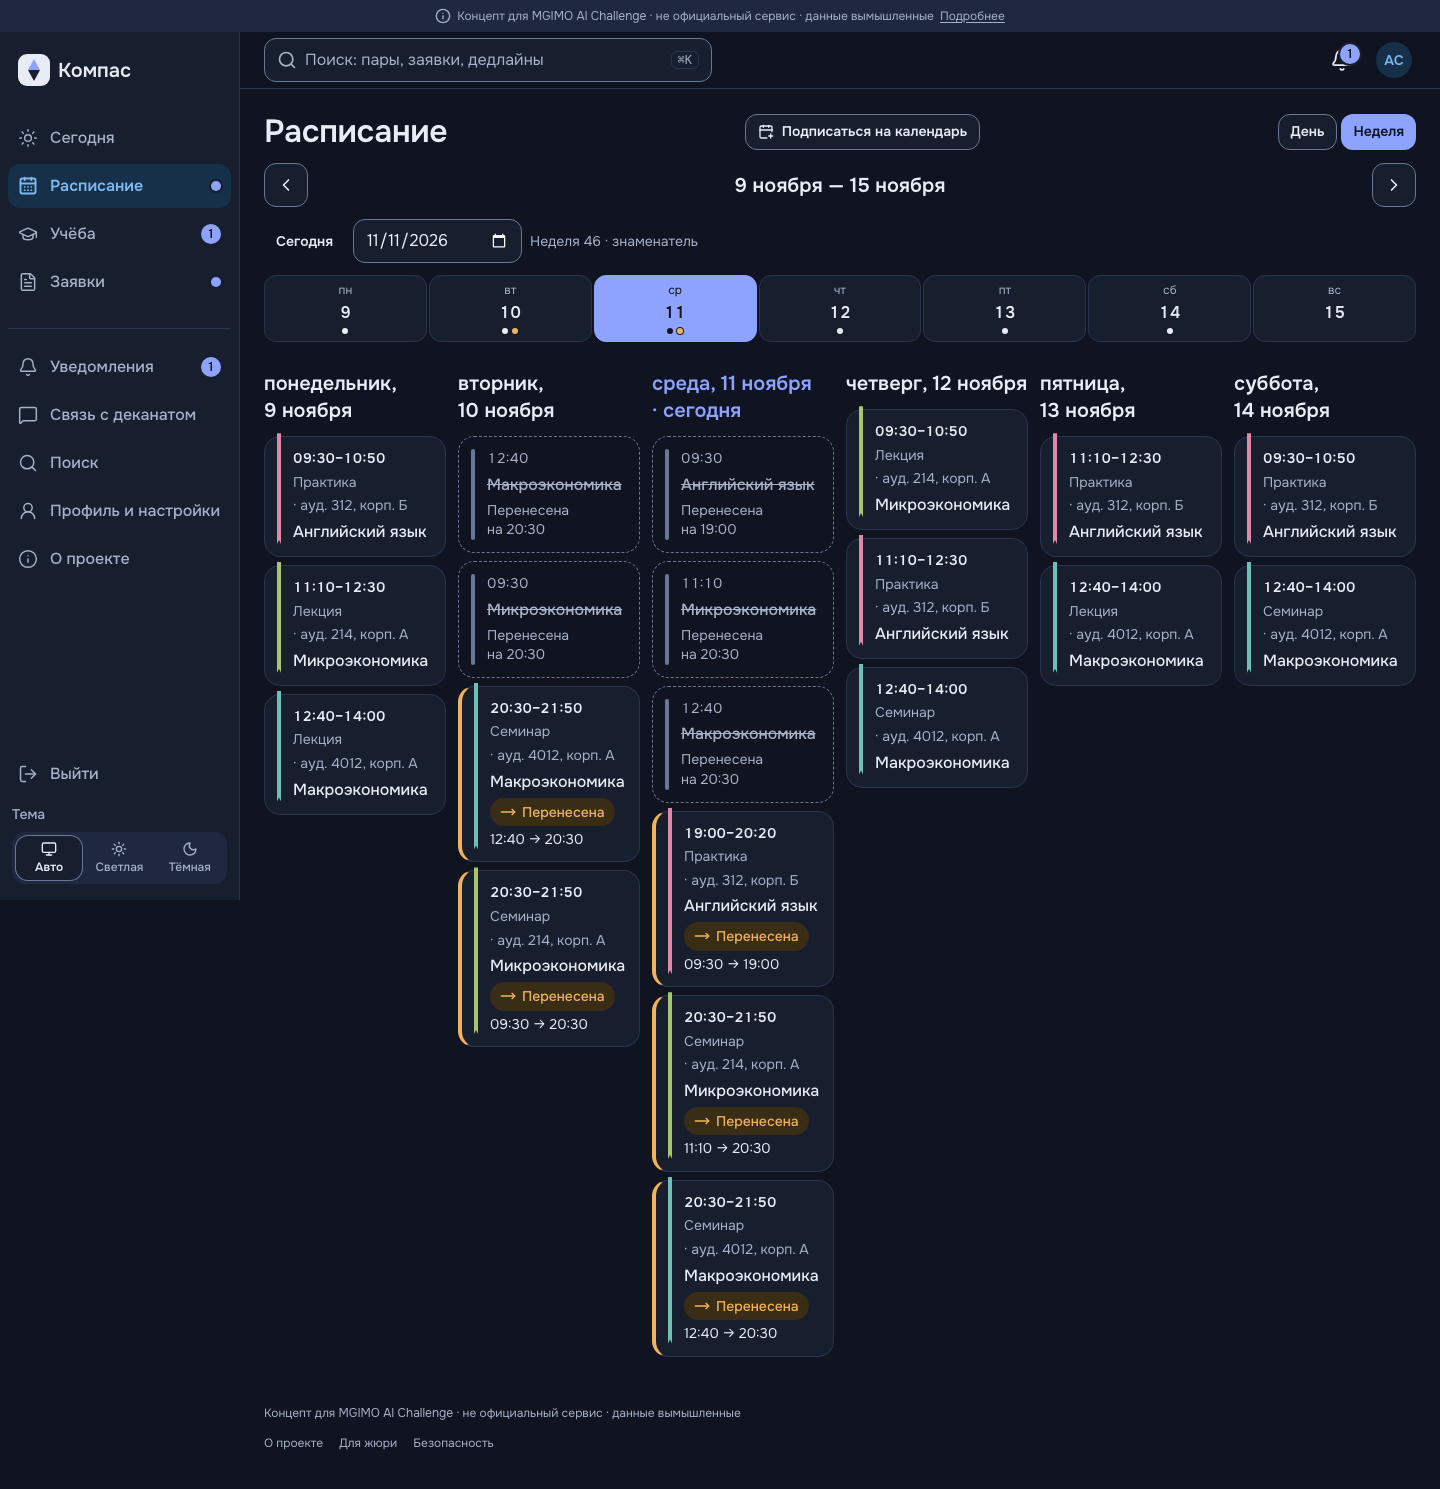 Концепт для MGIMO AI Challenge · не официальный сервис · данные вымышленные Подробнее
Компас
Поиск: пары, заявки, дедлайны
⌘K
1
АС
Сегодня
Расписание
Учёба
1
Заявки
Уведомления
1
Связь с деканатом
Поиск
Профиль и настройки
О проекте
Выйти
Тема
Авто
Светлая
Тёмная
Расписание
Подписаться на календарь
День
Неделя
9 ноября — 15 ноября
Сегодня
11/11/2026
Неделя 46 · знаменатель
пн
9
вт
10
ср
11
чт
12
пт
13
сб
14
вс
15
понедельник,
9 ноября
09:30–10:50
Практика
· ауд. 312, корп. Б
Английский язык
11:10–12:30
Лекция
· ауд. 214, корп. А
Микроэкономика
12:40–14:00
Лекция
· ауд. 4012, корп. А
Макроэкономика
вторник,
10 ноября
12:40
Макроэкономика
Перенесена
на 20:30
09:30
Микроэкономика
Перенесена
на 20:30
20:30–21:50
Семинар
· ауд. 4012, корп. А
Макроэкономика
→ Перенесена
12:40 → 20:30
20:30–21:50
Семинар
· ауд. 214, корп. А
Микроэкономика
→ Перенесена
09:30 → 20:30
среда, 11 ноября
· сегодня
09:30
Английский язык
Перенесена
на 19:00
11:10
Микроэкономика
Перенесена
на 20:30
12:40
Макроэкономика
Перенесена
на 20:30
19:00–20:20
Практика
· ауд. 312, корп. Б
Английский язык
→ Перенесена
09:30 → 19:00
20:30–21:50
Семинар
· ауд. 214, корп. А
Микроэкономика
→ Перенесена
11:10 → 20:30
20:30–21:50
Семинар
· ауд. 4012, корп. А
Макроэкономика
→ Перенесена
12:40 → 20:30
четверг, 12 ноября
09:30–10:50
Лекция
· ауд. 214, корп. А
Микроэкономика
11:10–12:30
Практика
· ауд. 312, корп. Б
Английский язык
12:40–14:00
Семинар
· ауд. 4012, корп. А
Макроэкономика
пятница,
13 ноября
11:10–12:30
Практика
· ауд. 312, корп. Б
Английский язык
12:40–14:00
Лекция
· ауд. 4012, корп. А
Макроэкономика
суббота,
14 ноября
09:30–10:50
Практика
· ауд. 312, корп. Б
Английский язык
12:40–14:00
Семинар
· ауд. 4012, корп. А
Макроэкономика
Концепт для MGIMO AI Challenge · не официальный сервис · данные вымышленные
О проекте
Для жюри
Безопасность